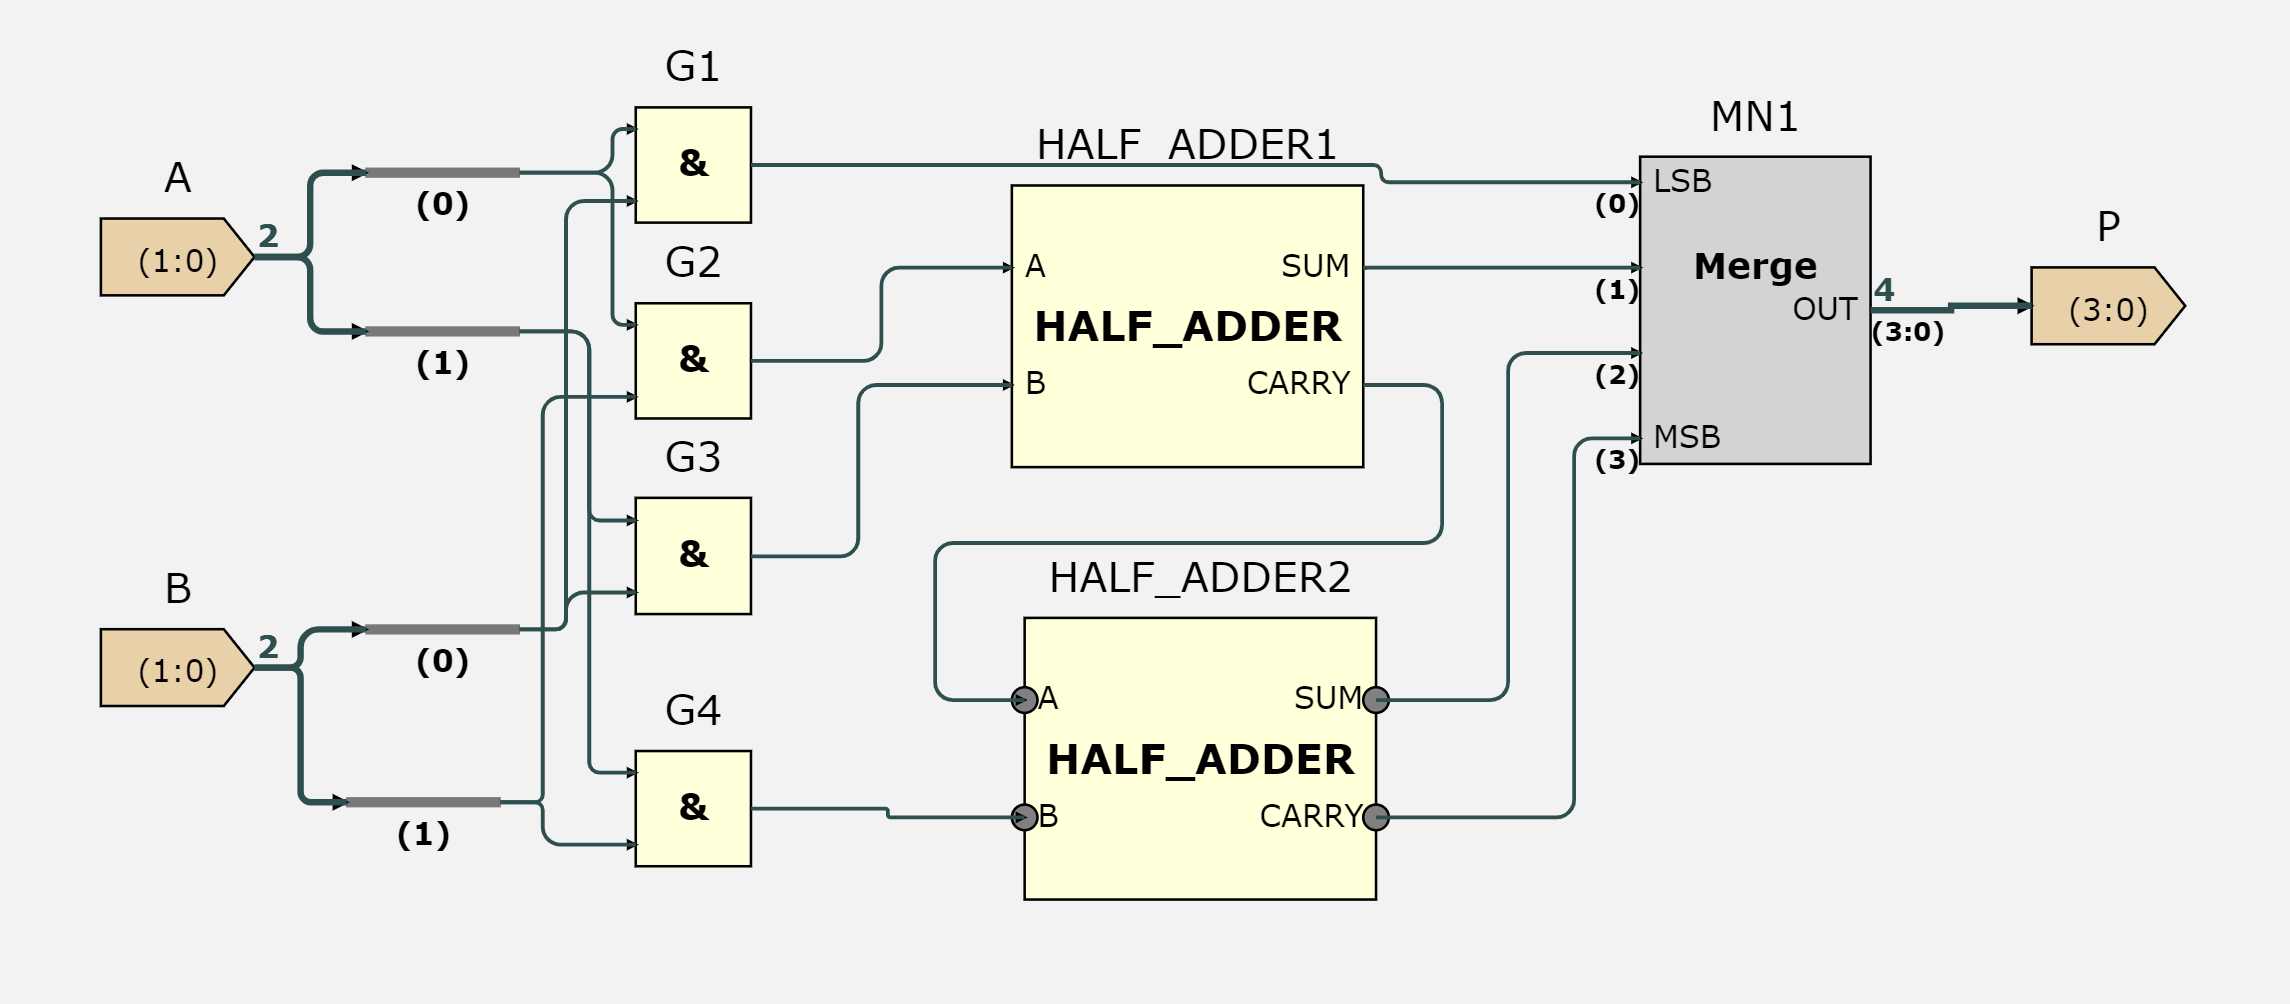 A
2
(1:0)
(0)
(1)
B
2
(1:0)
(0)
(1)
G1
&
G2
&
G3
&
G4
&
HALF_ADDER1
A
SUM
HALF_ADDER
B
CARRY
HALF_ADDER2
A
SUM
HALF_ADDER
B
CARRY
MN1
LSB
(0)
Merge
(1)
OUT
(2)
MSB
(3)
4
(3:0)
P
(3:0)